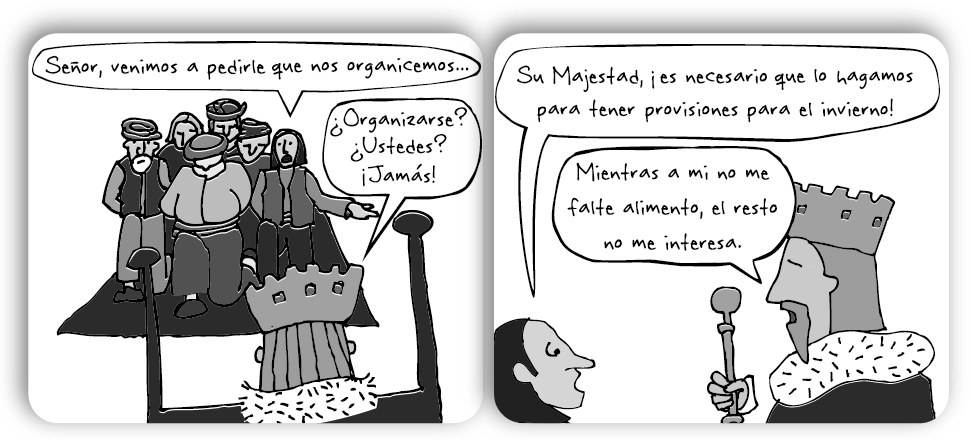 Señor, venimos a pedirle que nos organicemos...
¿Organizarse?
¿Ustedes?
¡Jamás!
Su Majestad, ¡es necesario que lo hagamos
para tener provisiones para el invierno!
Mientras a mi no me
falte alimento, el resto
no me interesa.